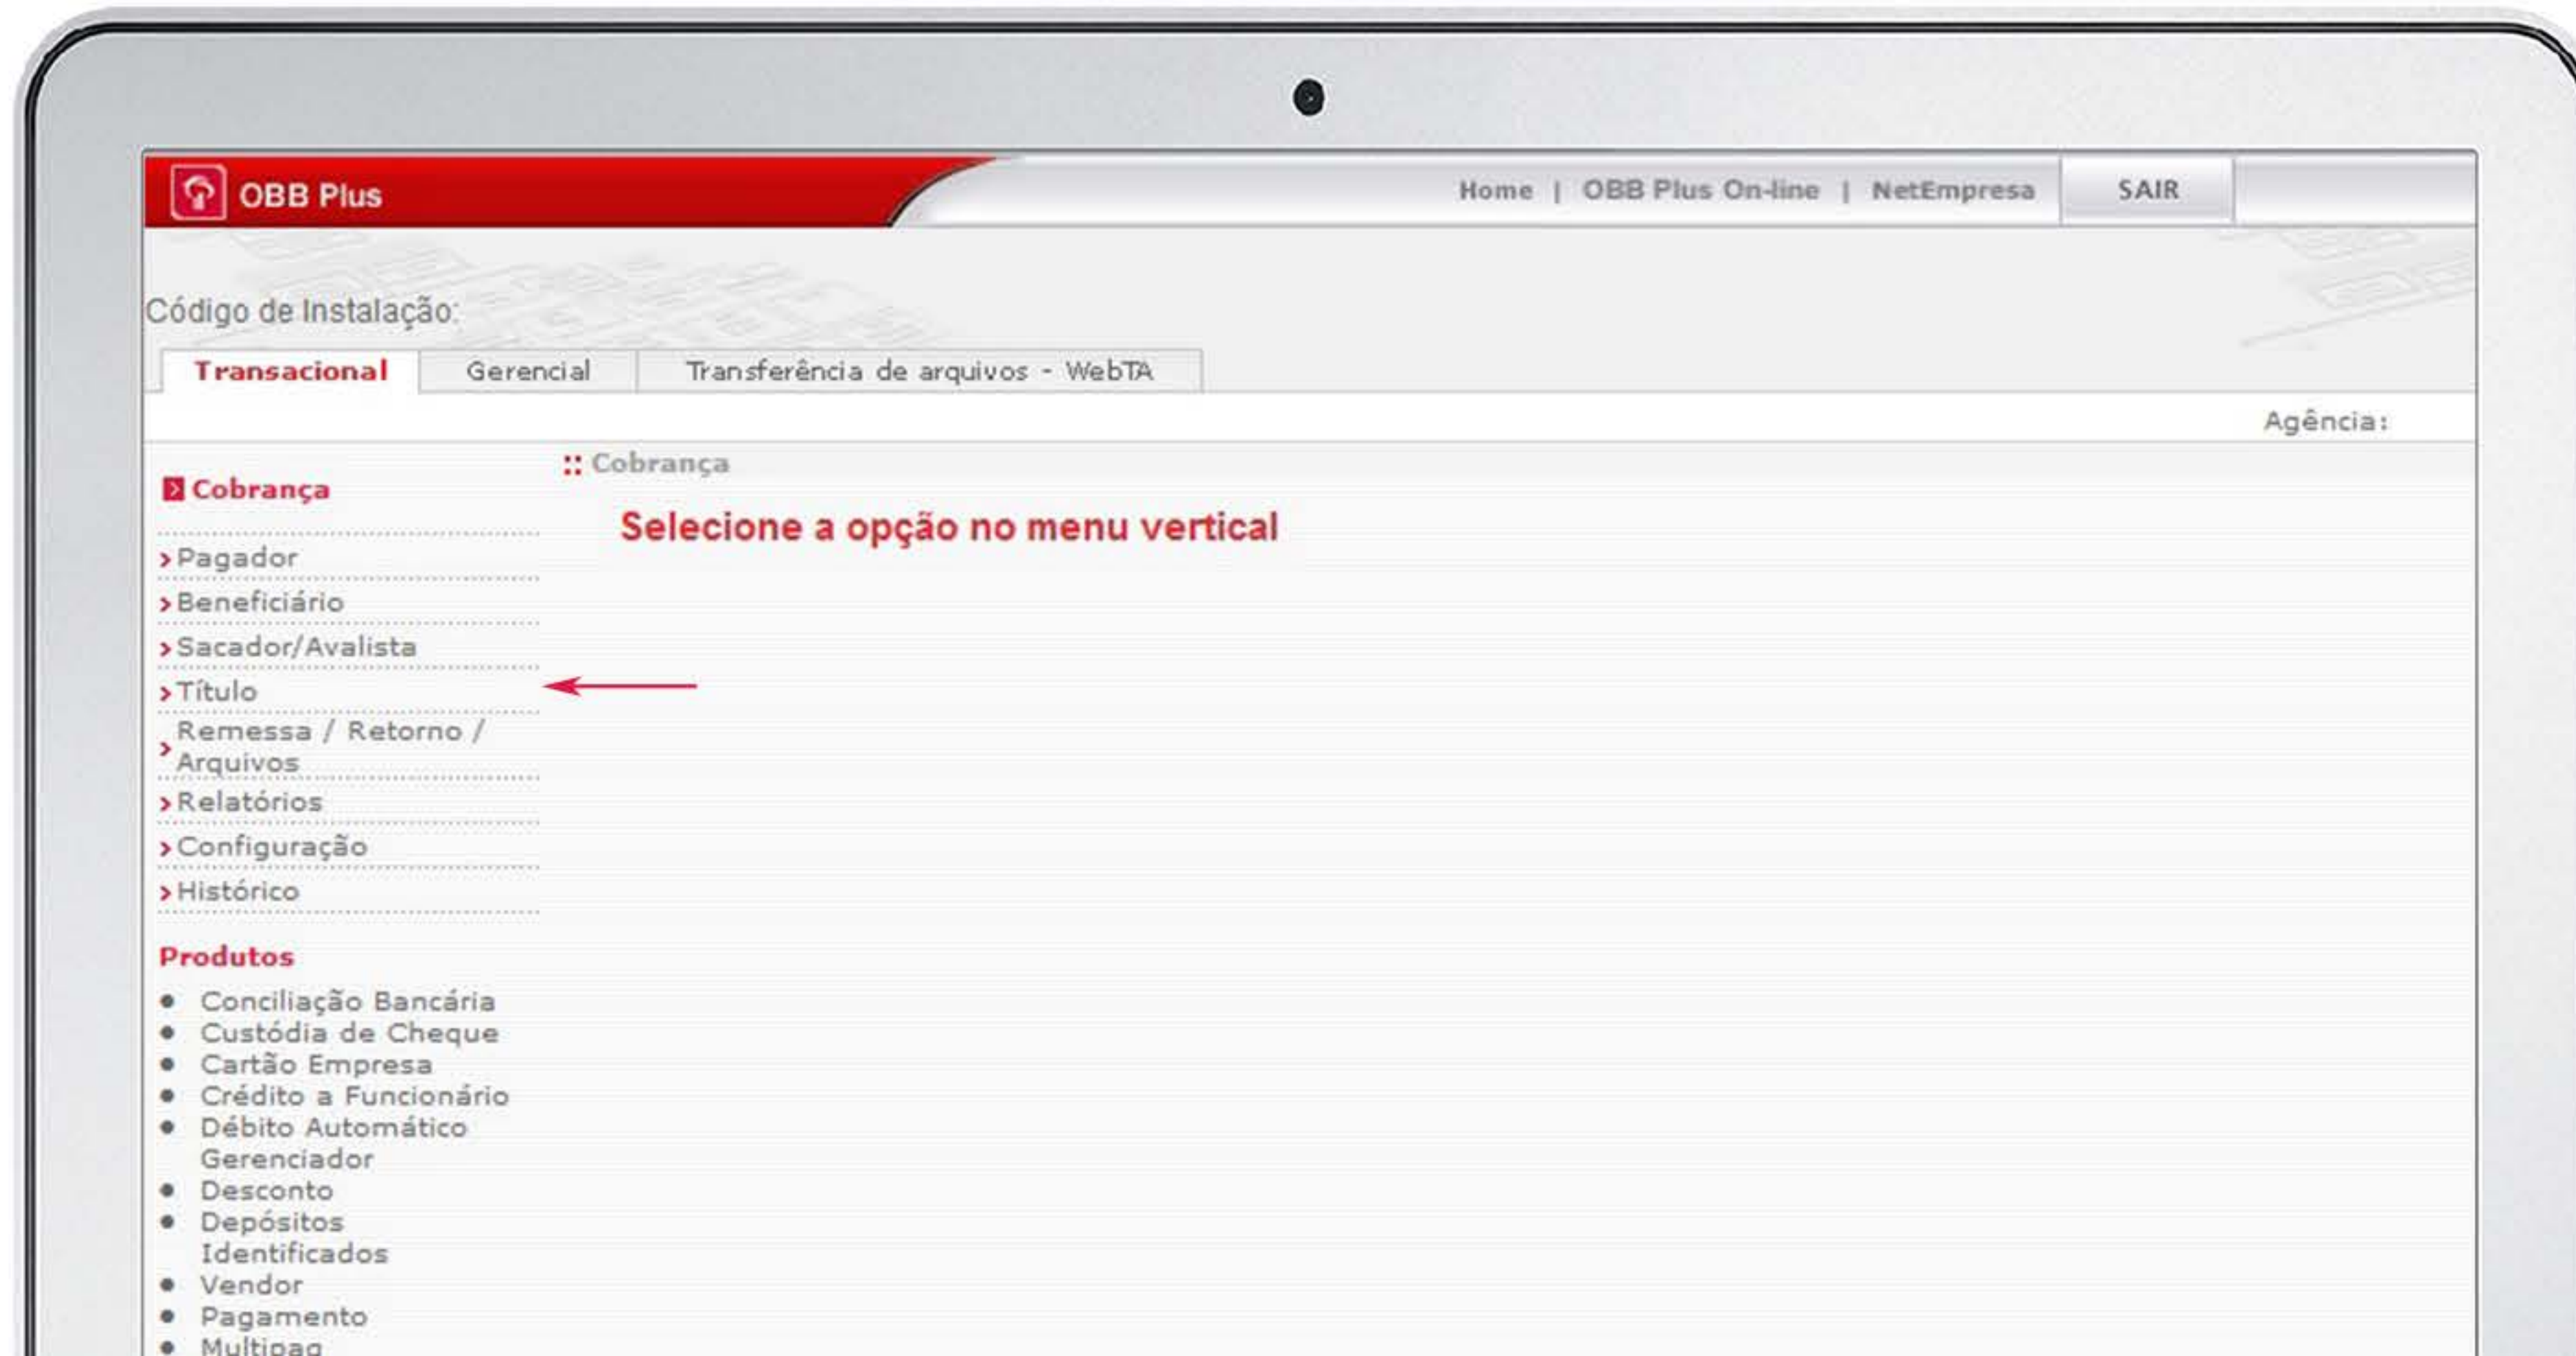 OBB Plus
Home | OBB Plus On-line | NetEmpresa
SAIR
Código de Instalação:
Transacional
Gerencial
Transferência de arquivos - WebTA
Agência:
Cobrança
:: Cobrança
Selecione a opção no menu vertical
Pagador
Beneficiário
Sacador/Avalista
Título
Remessa / Retorno /
Arquivos
Relatórios
Configuração
Histórico
Produtos
Conciliação Bancária
Custódia de Cheque
Cartão Empresa
Crédito a Funcionário
Débito Automático
Gerenciador
Desconto
Depósitos
Identificados
Vendor
Pagamento
Multipag